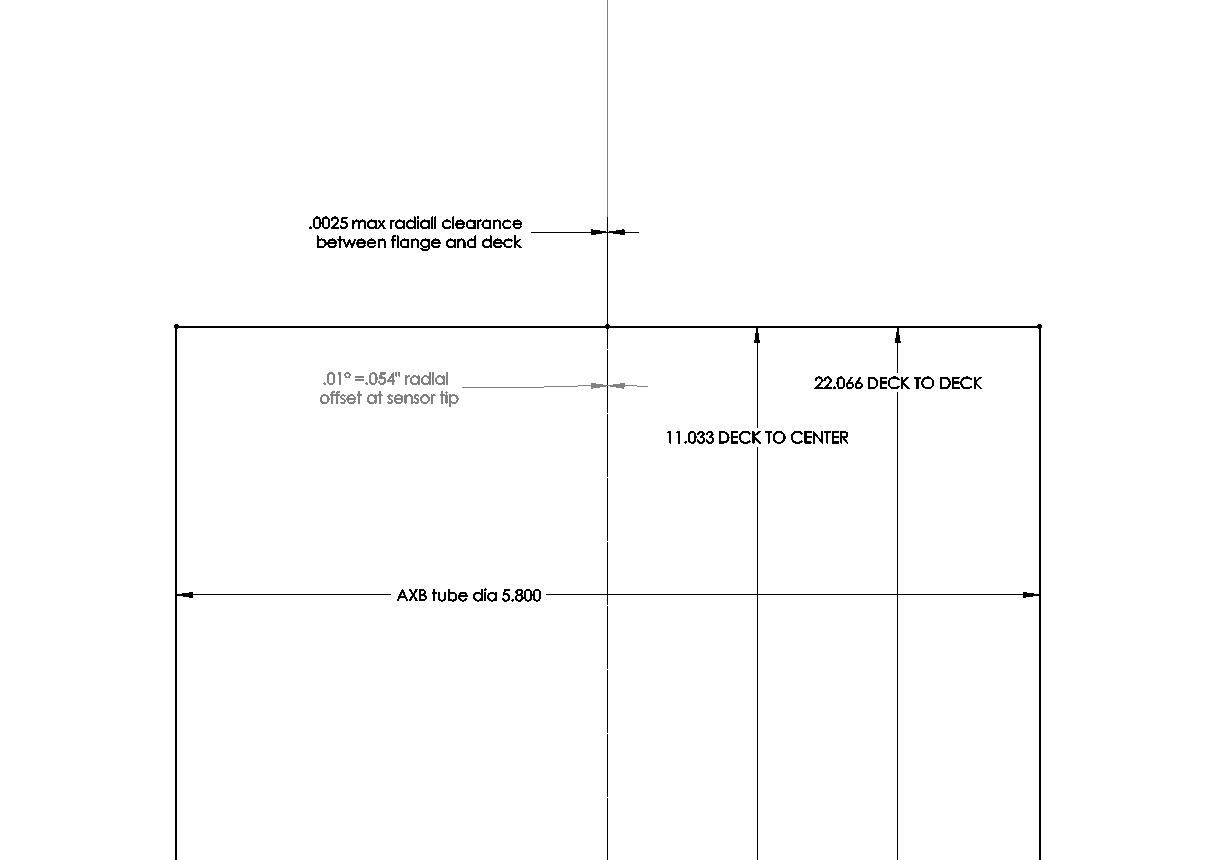 .0025 max radiall clearance
between flange and deck
.01° =.054" radial
offset at sensor tip
22.066 DECK TO DECK
11.033 DECK TO CENTER
AXB tube dia 5.800